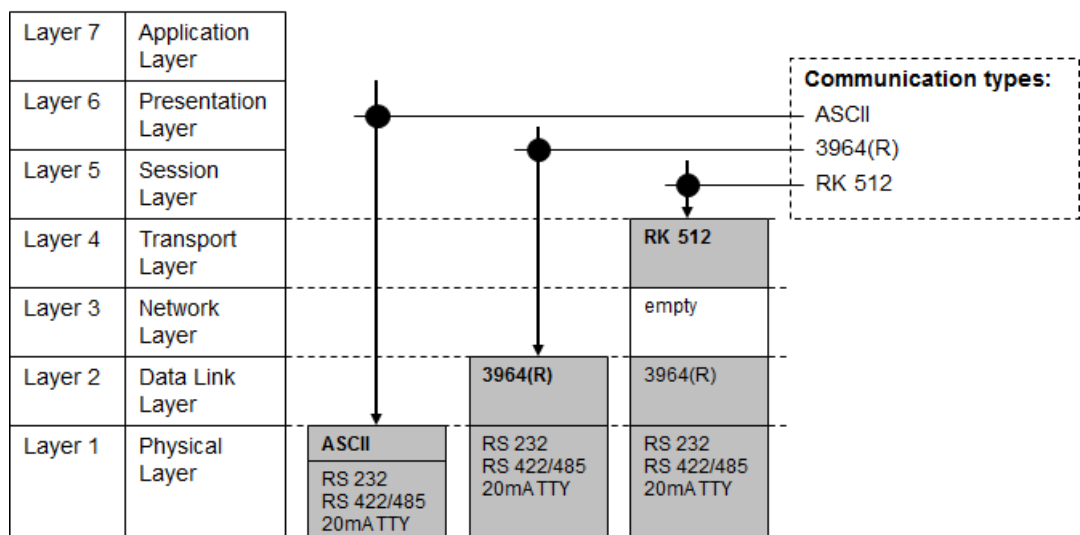 Layer 7
Application
Layer
Layer 6
Presentation
Layer
Layer 5
Session
Layer
Layer 4
Transport
Layer
Layer 3
Network
Layer
Layer 2
Data Link
Layer
Layer 1
Physical
Layer
Communication types:
ASCII
3964(R)
RK 512
ASCII
RS 232
RS 422/485
20mA TTY
3964(R)
RS 232
RS 422/485
20mA TTY
RK 512
empty
3964(R)
RS 232
RS 422/485
20mA TTY